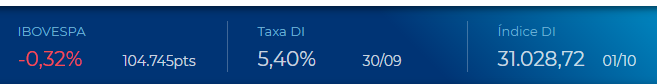 IBOVESPA Taxa DI Índice DI
-0,32% 104.745pts 5,40% 30/09 31.028,72 01/10